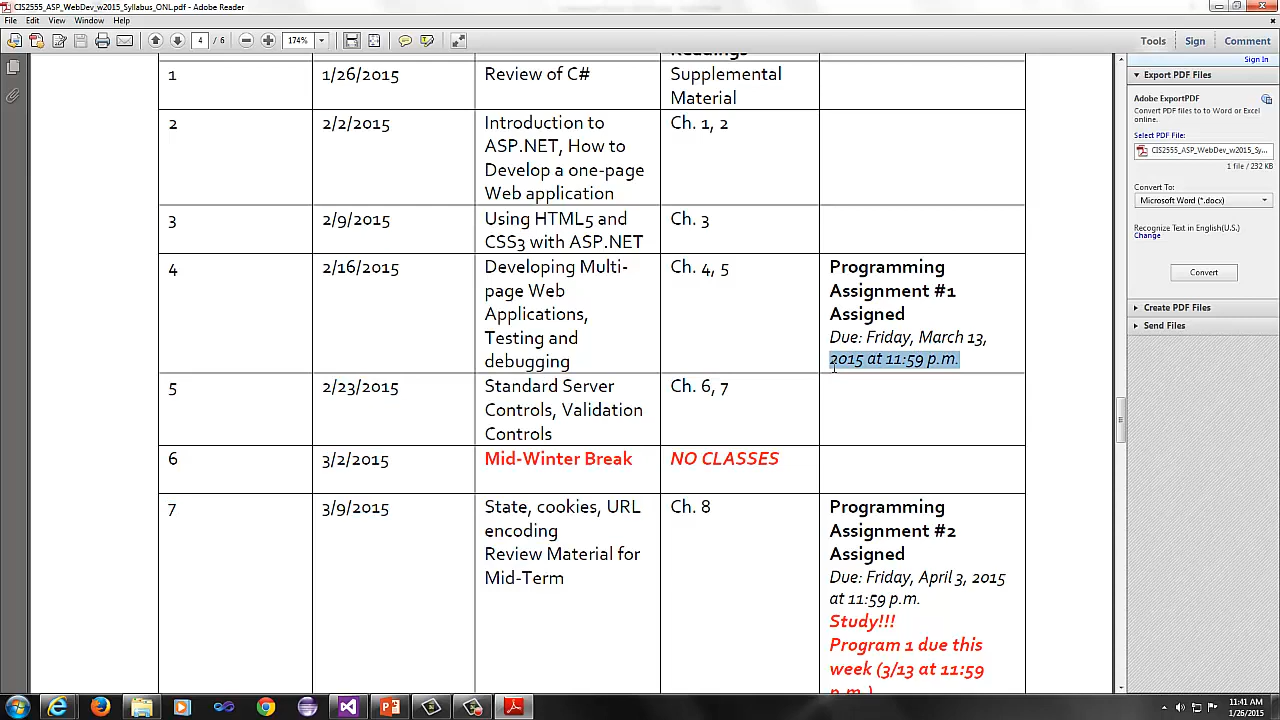 CIS2555_ASP_WebDev_w2015_Syllabus_ONL.pdf - Adobe Reader
File Edit View Window Help
4 / 6 174% Tools Sign Comment
Sign In
Export PDF Files
Adobe ExportPDF
Convert PDF files to to Word or Excel
online.
Select PDF File:
CIS2555_ASP_WebDev_w2015_Sy...
1 file / 232 KB
Convert To:
Microsoft Word (*.docx)
Recognize Text in English(U.S.)
Change
Convert
Create PDF Files
Send Files
Readings
1 1/26/2015 Review of C# Supplemental
Material
2 2/2/2015 Introduction to Ch. 1, 2
ASP.NET, How to
Develop a one-page
Web application
3 2/9/2015 Using HTML5 and Ch. 3
CSS3 with ASP.NET
4 2/16/2015 Developing Multi- Ch. 4, 5 Programming
page Web Assignment #1
Applications, Assigned
Testing and Due: Friday, March 13,
debugging 2015 at 11:59 p.m.
5 2/23/2015 Standard Server Ch. 6, 7
Controls, Validation
Controls
6 3/2/2015 Mid-Winter Break NO CLASSES
7 3/9/2015 State, cookies, URL Ch. 8 Programming
encoding Assignment #2
Review Material for Assigned
Mid-Term Due: Friday, April 3, 2015
at 11:59 p.m.
Study!!!
Program 1 due this
week (3/13 at 11:59
p.m.)
11:41 AM
1/26/2015